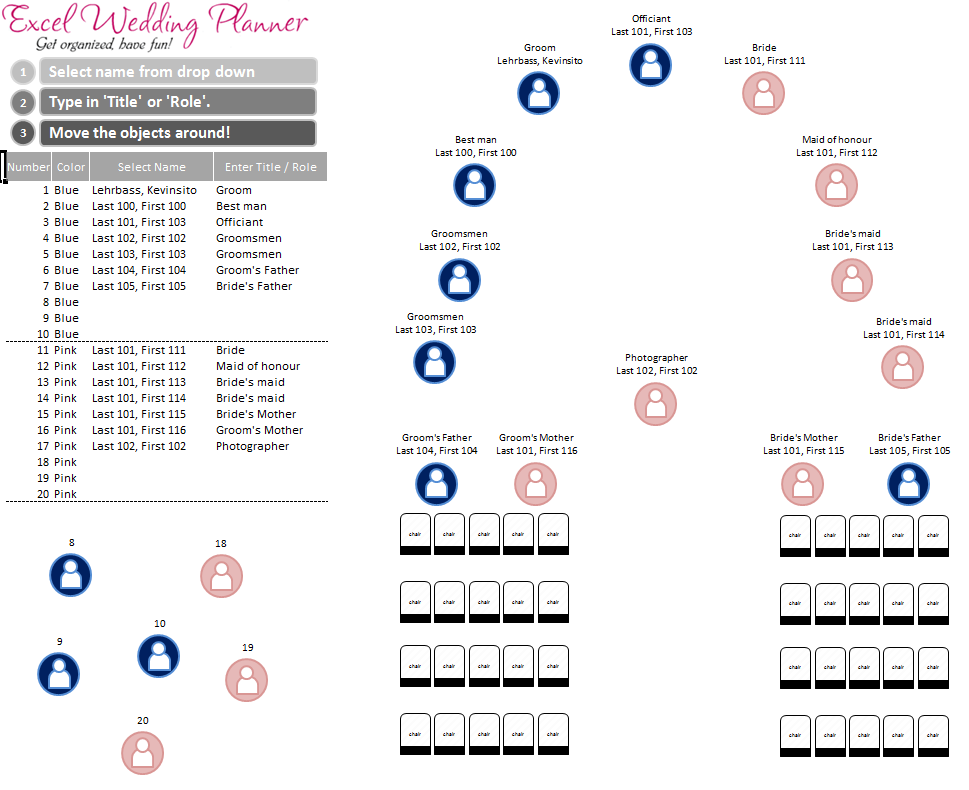 Excel Wedding Planner
Get organized, have fun!
1 Select name from drop down
2 Type in 'Title' or 'Role'.
3 Move the objects around!
Number Color Select Name Enter Title / Role
1 Blue Lehrbass, Kevinsito Groom
2 Blue Last 100, First 100 Best man
3 Blue Last 101, First 103 Officiant
4 Blue Last 102, First 102 Groomsmen
5 Blue Last 103, First 103 Groomsmen
6 Blue Last 104, First 104 Groom's Father
7 Blue Last 105, First 105 Bride's Father
8 Blue
9 Blue
10 Blue
11 Pink Last 101, First 111 Bride
12 Pink Last 101, First 112 Maid of honour
13 Pink Last 101, First 113 Bride's maid
14 Pink Last 101, First 114 Bride's maid
15 Pink Last 101, First 115 Bride's Mother
16 Pink Last 101, First 116 Groom's Mother
17 Pink Last 102, First 102 Photographer
18 Pink
19 Pink
20 Pink
8
18
10
9
19
20
Officiant
Last 101, First 103
Groom
Lehrbass, Kevinsito
Bride
Last 101, First 111
Best man
Last 100, First 100
Maid of honour
Last 101, First 112
Groomsmen
Last 102, First 102
Bride's maid
Last 101, First 113
Groomsmen
Last 103, First 103
Bride's maid
Last 101, First 114
Photographer
Last 102, First 102
Groom's Father
Last 104, First 104
Groom's Mother
Last 101, First 116
Bride's Mother
Last 101, First 115
Bride's Father
Last 105, First 105
chair chair chair chair chair
chair chair chair chair chair
chair chair chair chair chair
chair chair chair chair chair
chair chair chair chair chair
chair chair chair chair chair
chair chair chair chair chair
chair chair chair chair chair